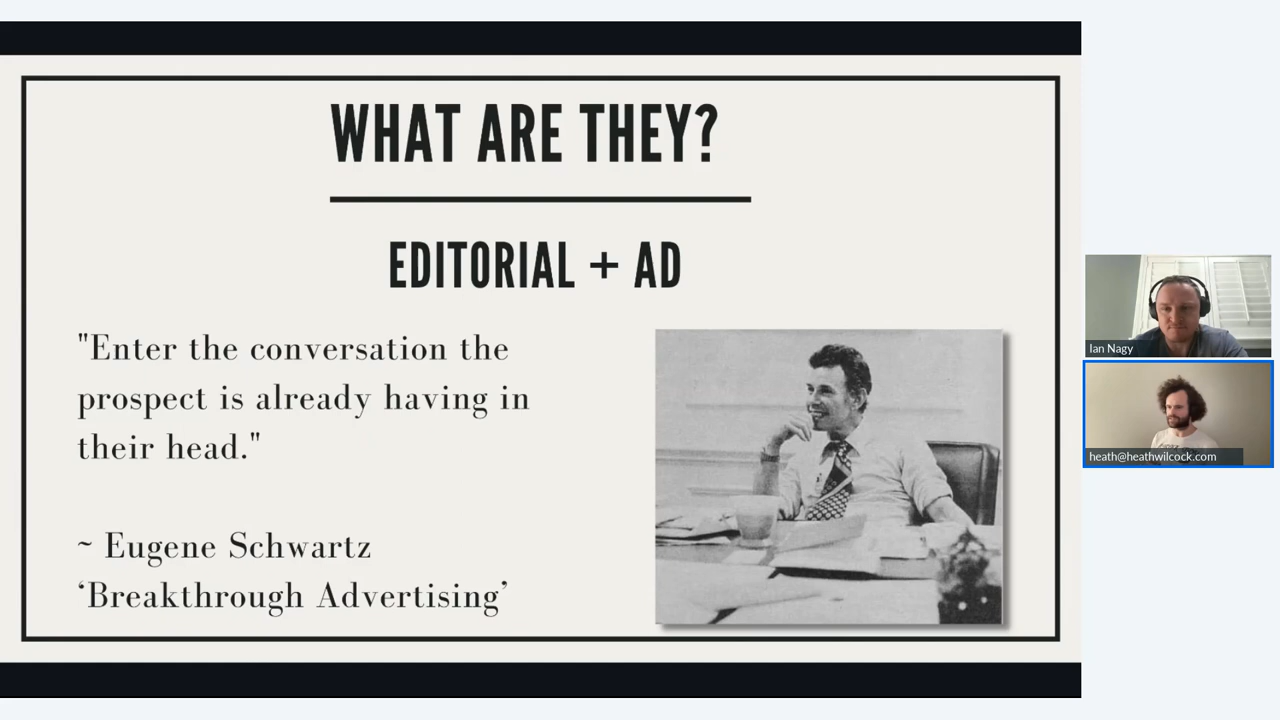 WHAT ARE THEY?
EDITORIAL + AD
"Enter the conversation the
prospect is already having in
their head."
~ Eugene Schwartz
‘Breakthrough Advertising’
Ian Nagy
heath@heathwilcock.com